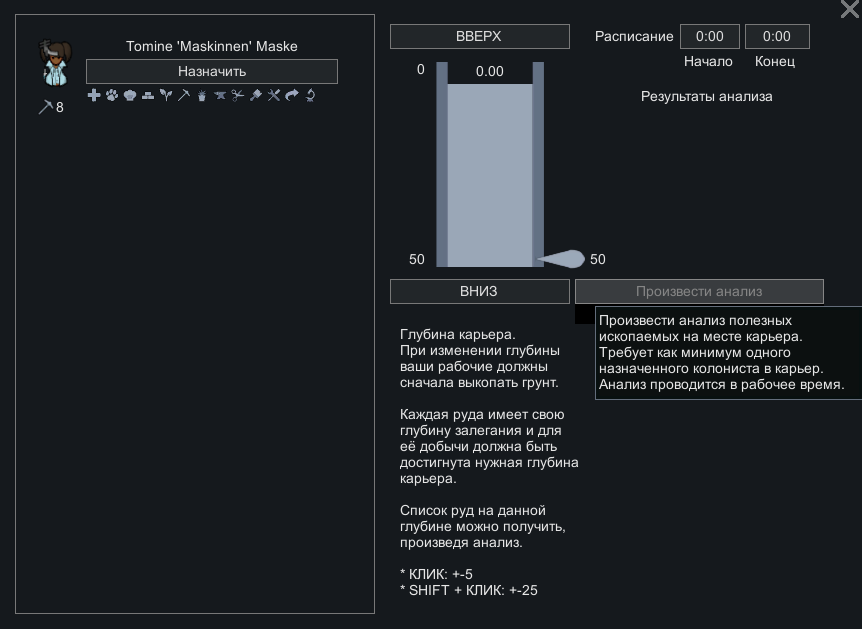 Tomine 'Maskinnen' Maske
Назначить
8
ВВЕРХ
0
0.00
50
50
ВНИЗ
Расписание
0:00
0:00
Начало
Конец
Результаты анализа
Произвести анализ
Произвести анализ полезных
ископаемых на месте карьера.
Требует как минимум одного
назначенного колониста в карьер.
Анализ проводится в рабочее время.
Глубина карьера.
При изменении глубины
ваши рабочие должны
сначала выкопать грунт.
Каждая руда имеет свою
глубину залегания и для
её добычи должна быть
достигнута нужная глубина
карьера.
Список руд на данной
глубине можно получить,
произведя анализ.
* КЛИК: +-5
* SHIFT + КЛИК: +-25